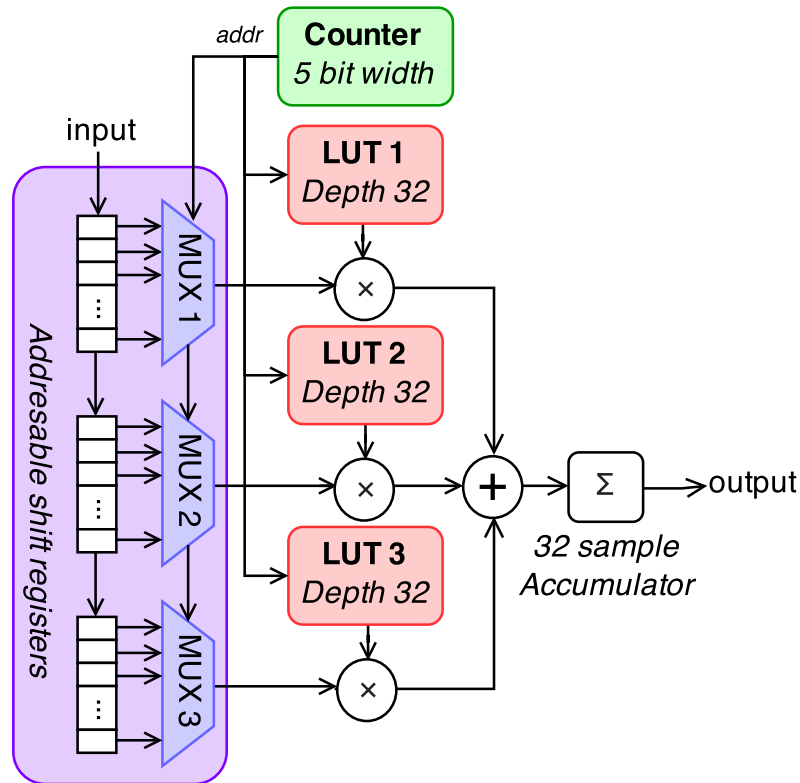 addr
Counter
5 bit width
input
LUT 1
Depth 32
MUX 1
×
...
Addresable shift registers
LUT 2
Depth 32
MUX 2
×
+
Σ
output
...
32 sample
Accumulator
LUT 3
Depth 32
MUX 3
×
...